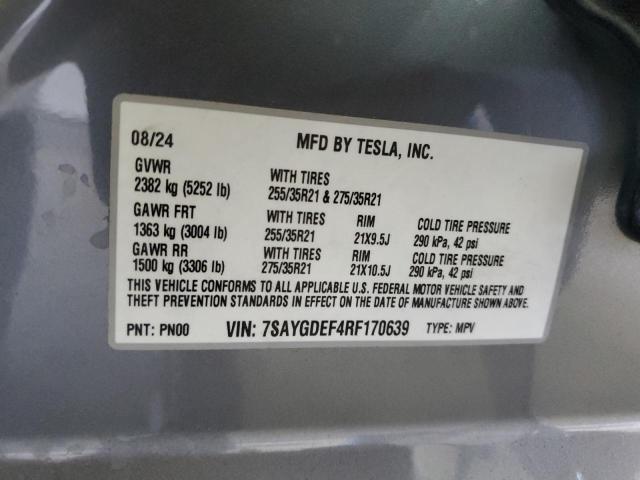 08/24 MFD BY TESLA, INC.
GVWR WITH TIRES
2382 kg (5252 lb) 255/35R21 & 275/35R21
GAWR FRT WITH TIRES RIM COLD TIRE PRESSURE
1363 kg (3004 lb) 255/35R21 21X9.5J 290 kPa, 42 psi
GAWR RR WITH TIRES RIM COLD TIRE PRESSURE
1500 kg (3306 lb) 275/35R21 21X10.5J 290 kPa, 42 psi
THIS VEHICLE CONFORMS TO ALL APPLICABLE U.S. FEDERAL MOTOR VEHICLE SAFETY AND
THEFT PREVENTION STANDARDS IN EFFECT ON THE DATE OF MANUFACTURE SHOWN ABOVE.
PNT: PN00 VIN: 7SAYGDEF4RF170639 TYPE: MPV